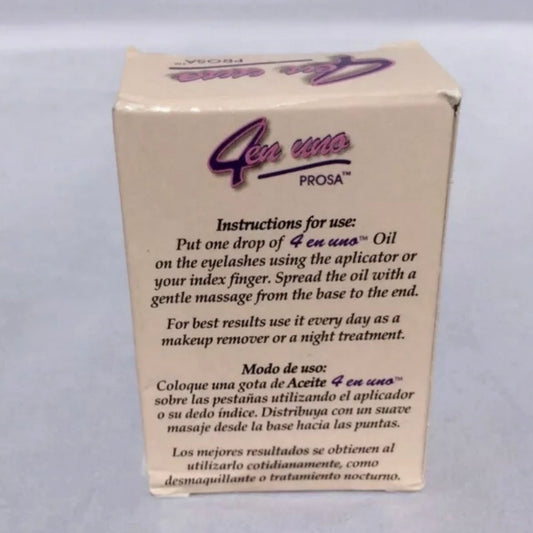 4 en uno
PROSA™
4 en uno
PROSA™
Instructions for use:
Put one drop of 4 en uno™ Oil
on the eyelashes using the aplicator or
your index finger. Spread the oil with a
gentle massage from the base to the end.
For best results use it every day as a
makeup remover or a night treatment.
Modo de uso:
Coloque una gota de Aceite 4 en uno™
sobre las pestañas utilizando el aplicador
o su dedo índice. Distribuya con un suave
masaje desde la base hacia las puntas.
Los mejores resultados se obtienen al
utilizarlo cotidianamente, como
desmaquillante o tratamiento nocturno.